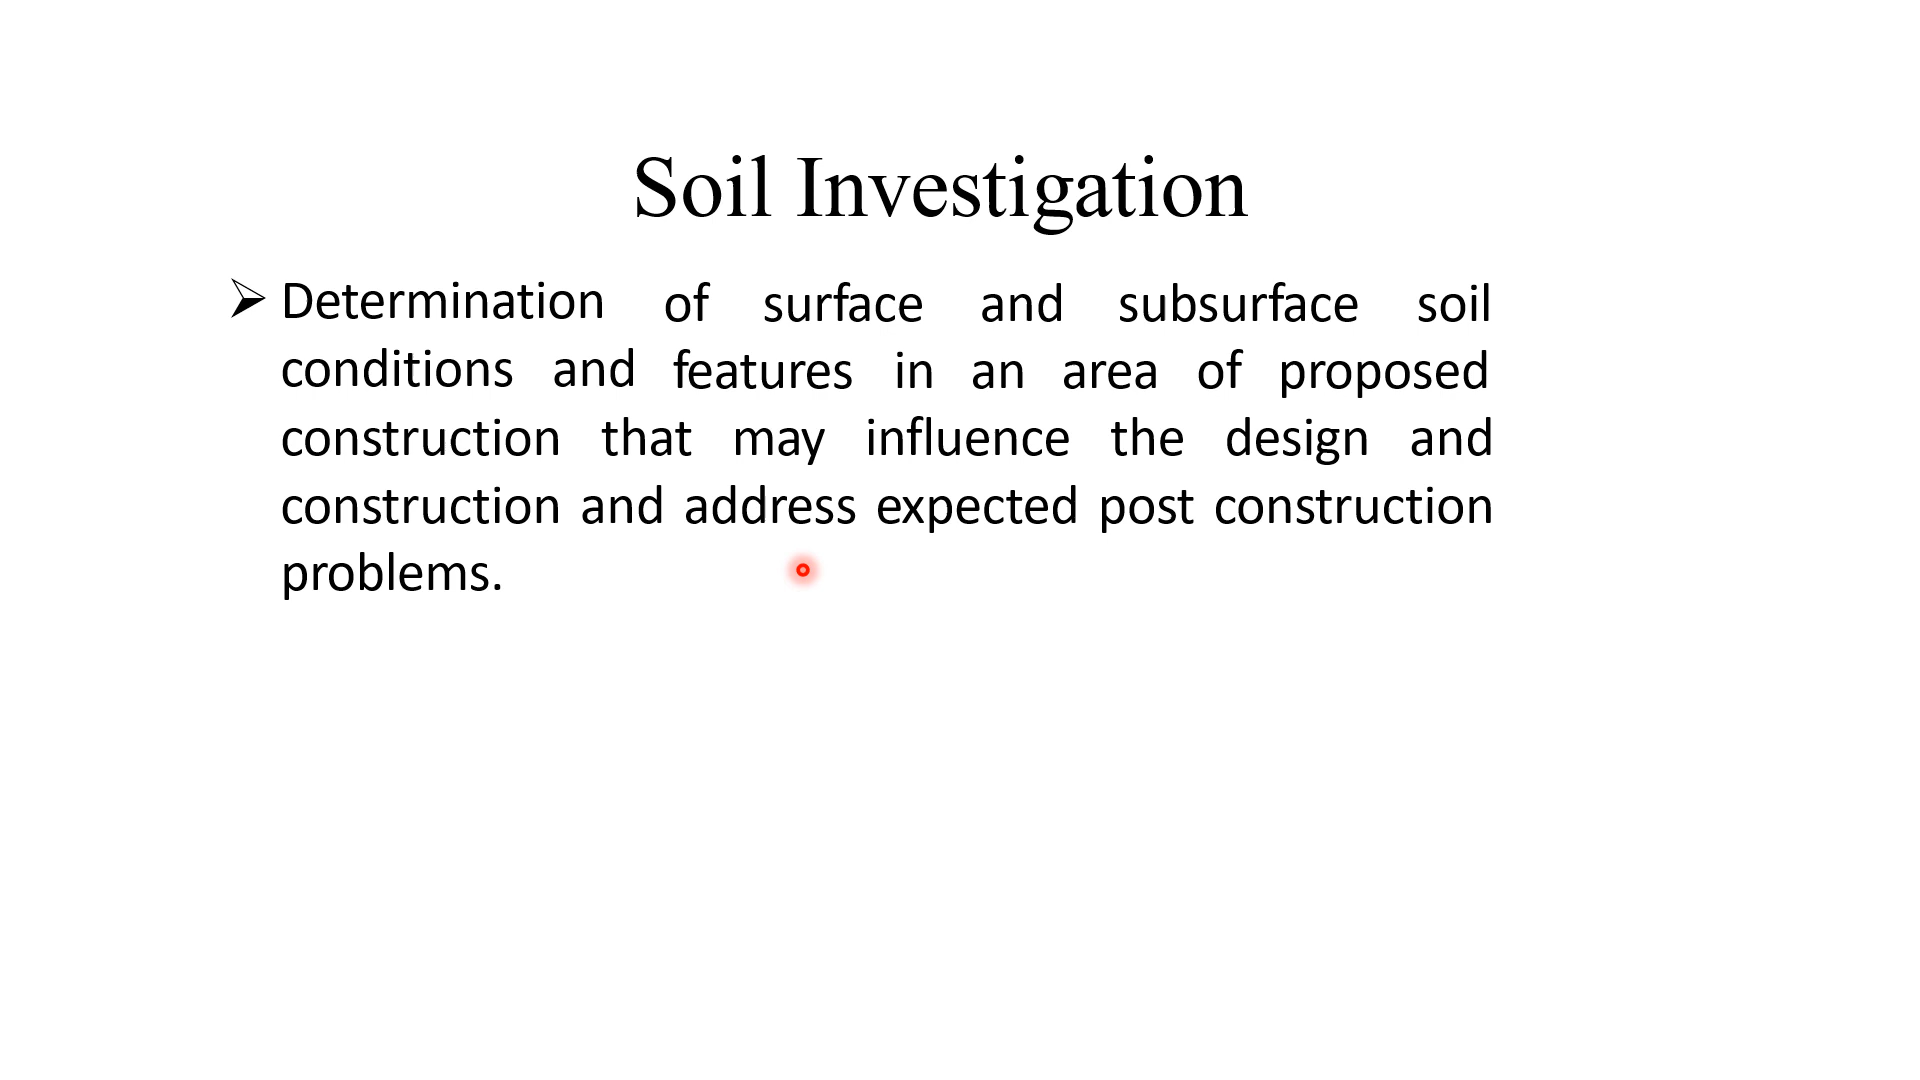 Soil Investigation
➢ Determination of surface and subsurface soil
conditions and features in an area of proposed
construction that may influence the design and
construction and address expected post construction
problems.